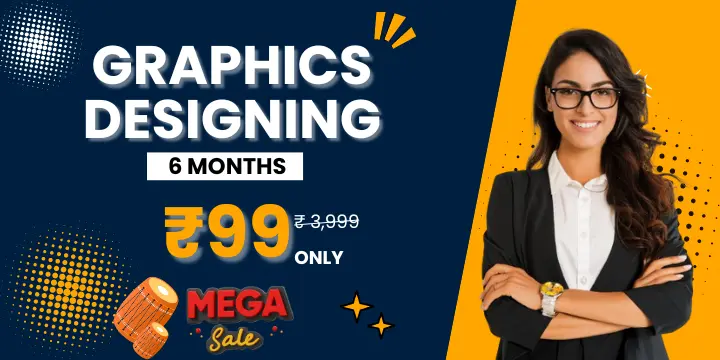 GRAPHICS
DESIGNING
6 MONTHS
₹99
₹ 3,999
ONLY
MEGA
Sale